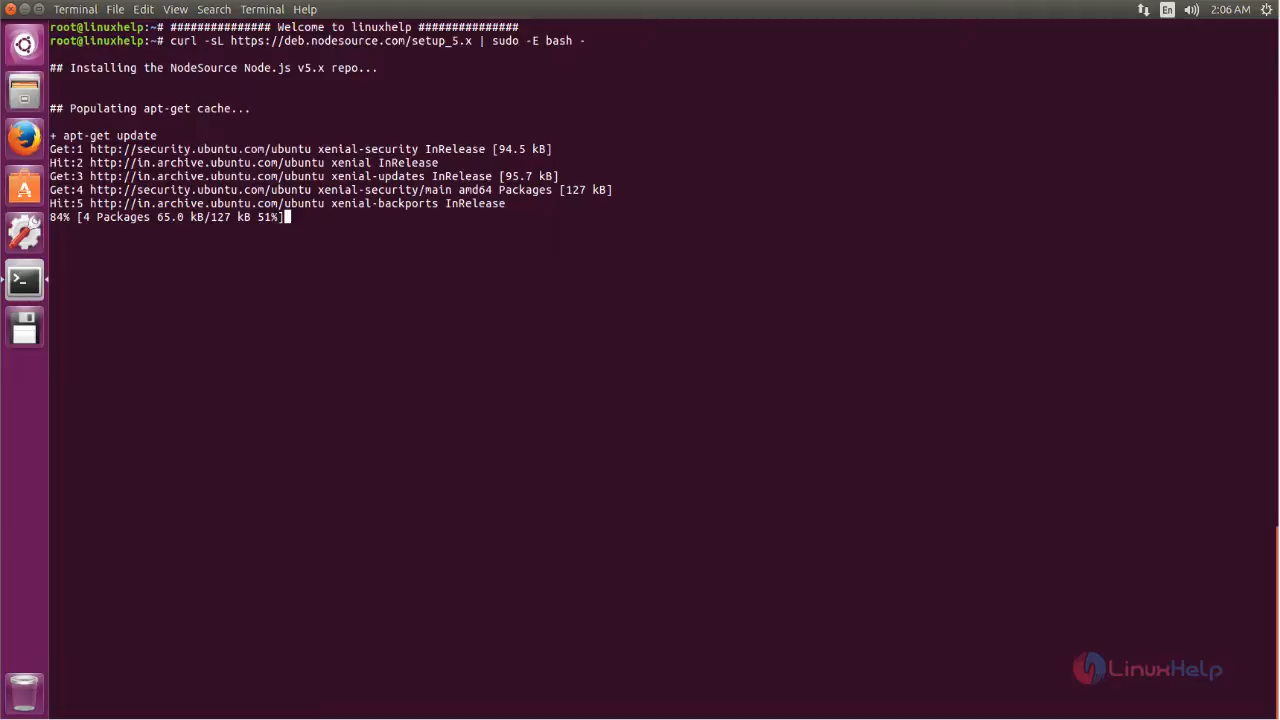 Terminal File Edit View Search Terminal Help En 2:06 AM
root@linuxhelp:~# ############### Welcome to linuxhelp ###############
root@linuxhelp:~# curl -sL https://deb.nodesource.com/setup_5.x | sudo -E bash -
## Installing the NodeSource Node.js v5.x repo...
## Populating apt-get cache...
+ apt-get update
Get:1 http://security.ubuntu.com/ubuntu xenial-security InRelease [94.5 kB]
Hit:2 http://in.archive.ubuntu.com/ubuntu xenial InRelease
Get:3 http://in.archive.ubuntu.com/ubuntu xenial-updates InRelease [95.7 kB]
Get:4 http://security.ubuntu.com/ubuntu xenial-security/main amd64 Packages [127 kB]
Hit:5 http://in.archive.ubuntu.com/ubuntu xenial-backports InRelease
84% [4 Packages 65.0 kB/127 kB 51%]
LinuxHelp